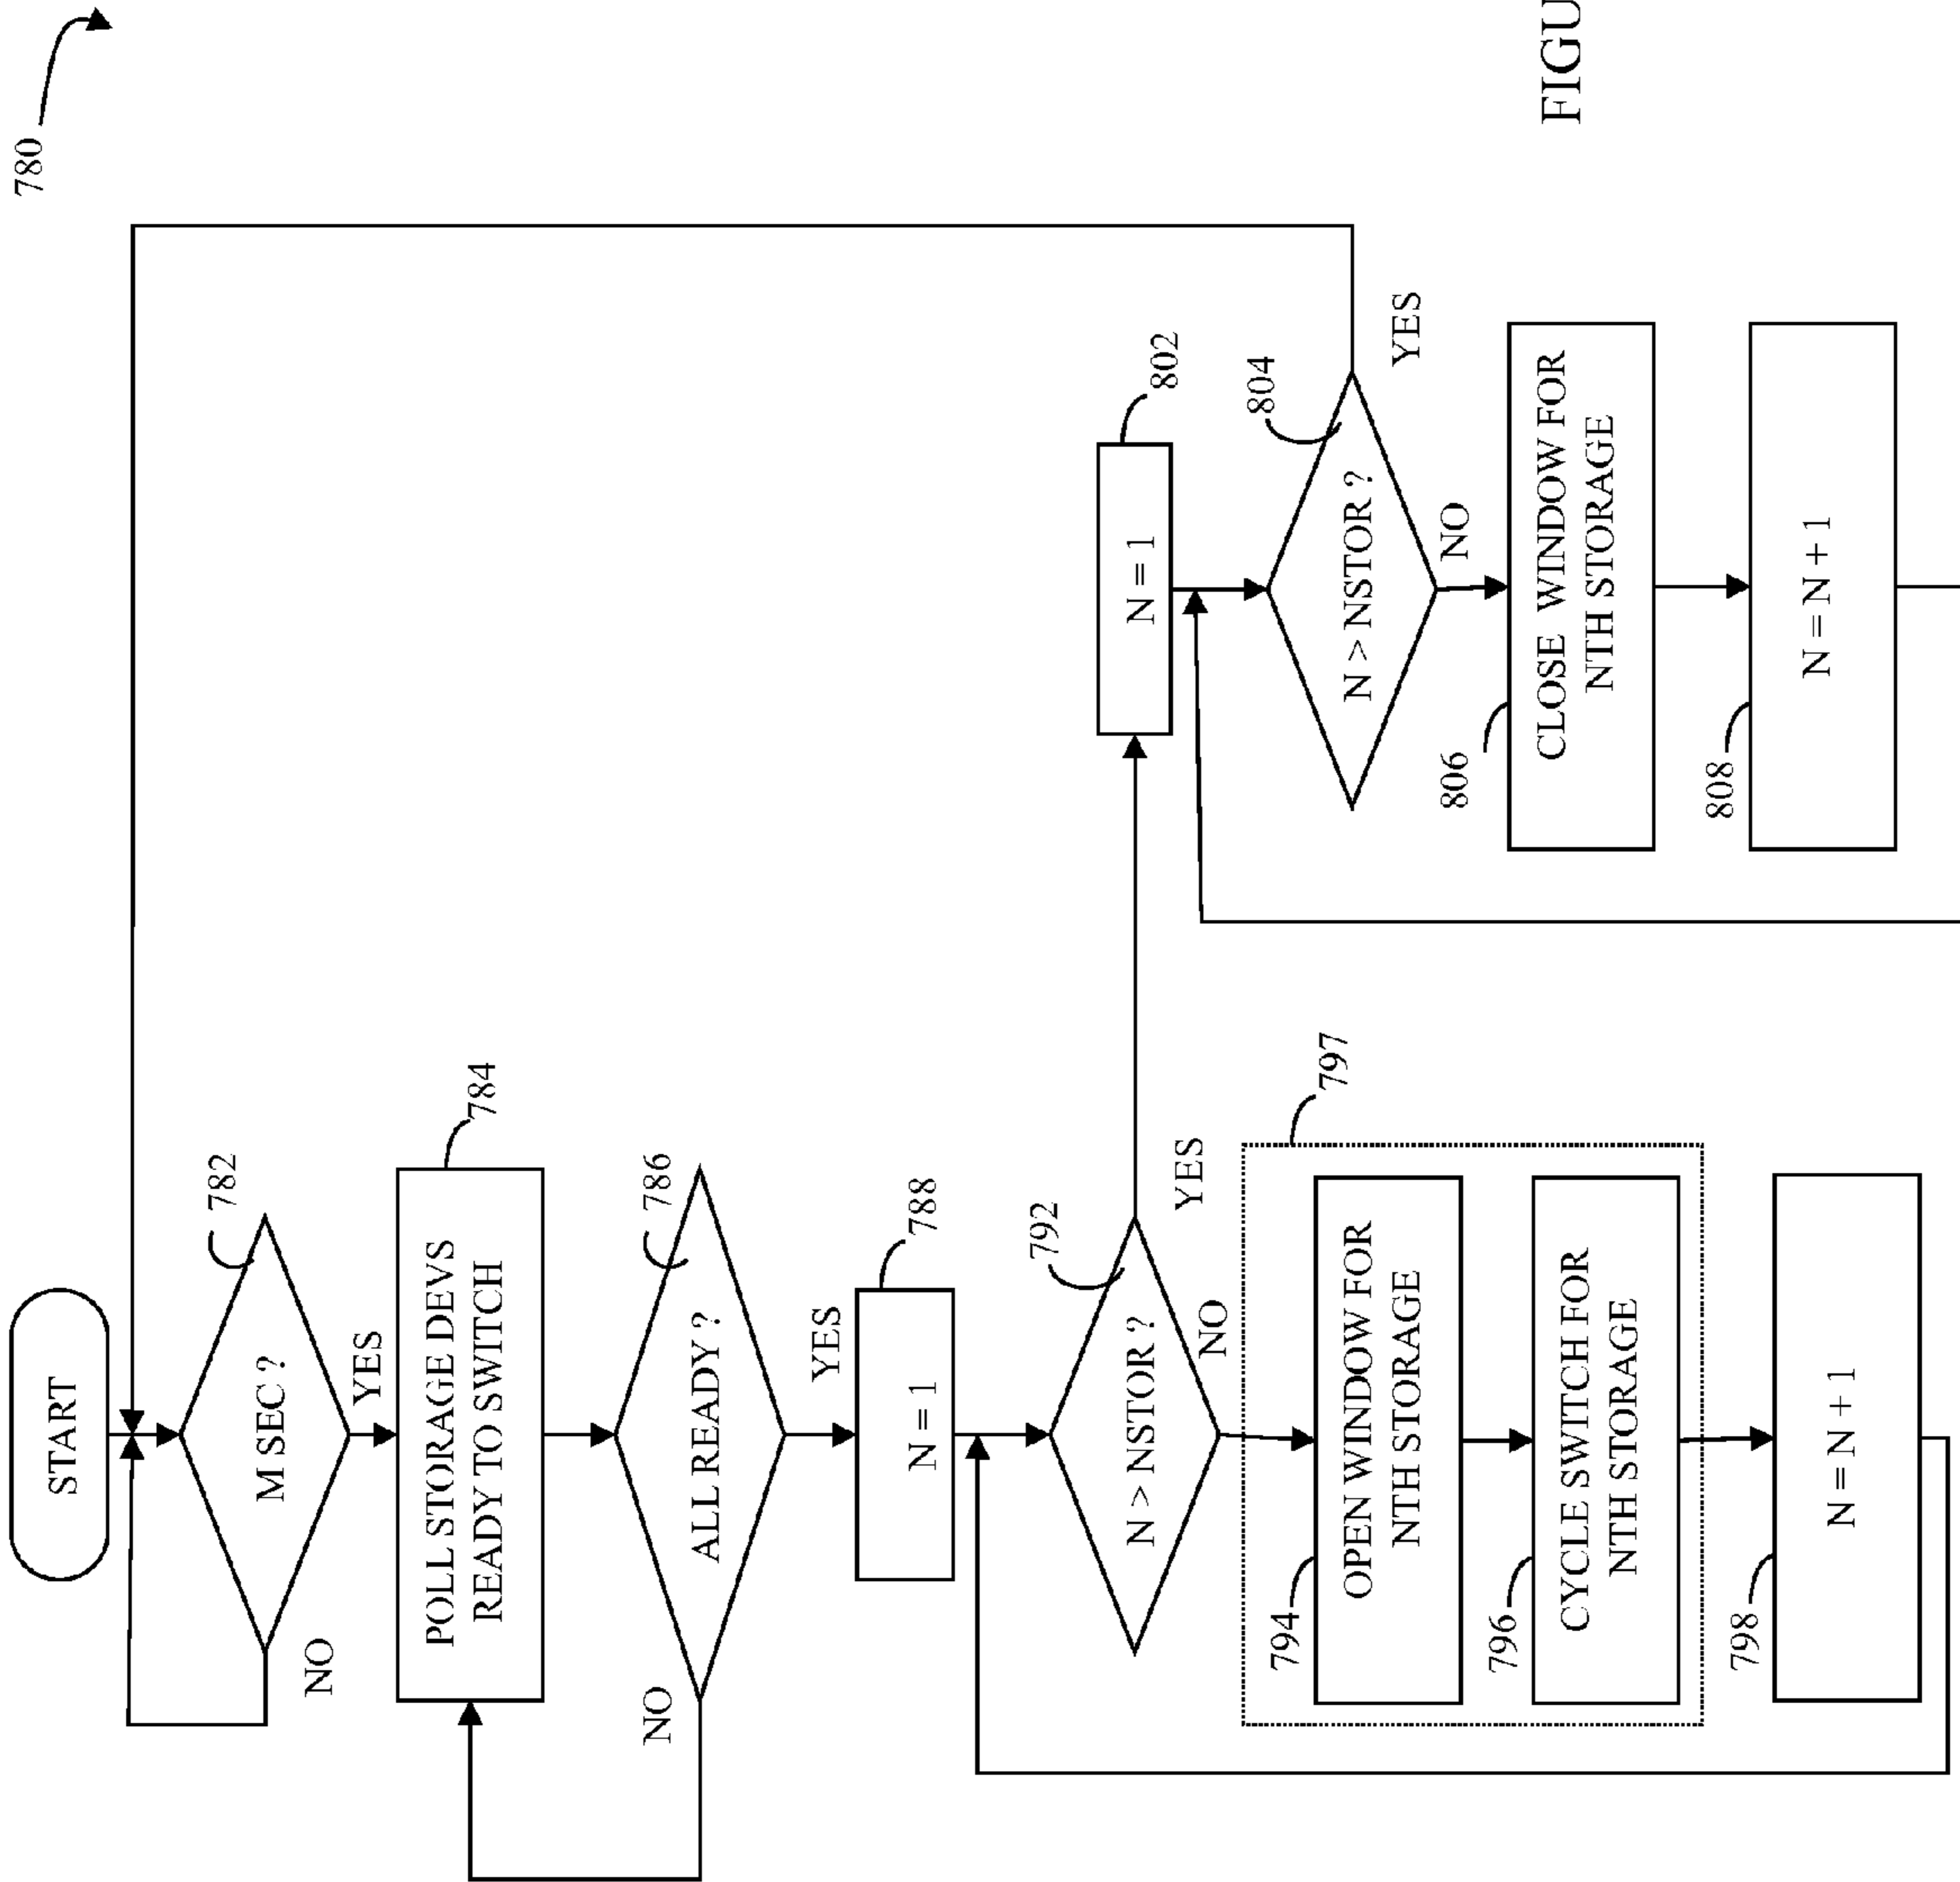 780
START
M SEC ?
782
NO
YES
POLL STORAGE DEVS
READY TO SWITCH
784
ALL READY ?
786
NO
YES
N = 1
788
N > NSTOR ?
792
YES
NO
797
794
OPEN WINDOW FOR
NTH STORAGE
796
CYCLE SWITCH FOR
NTH STORAGE
798
N = N + 1
N = 1
802
804
N > NSTOR ?
YES
NO
806
CLOSE WINDOW FOR
NTH STORAGE
808
N = N + 1
FIGU